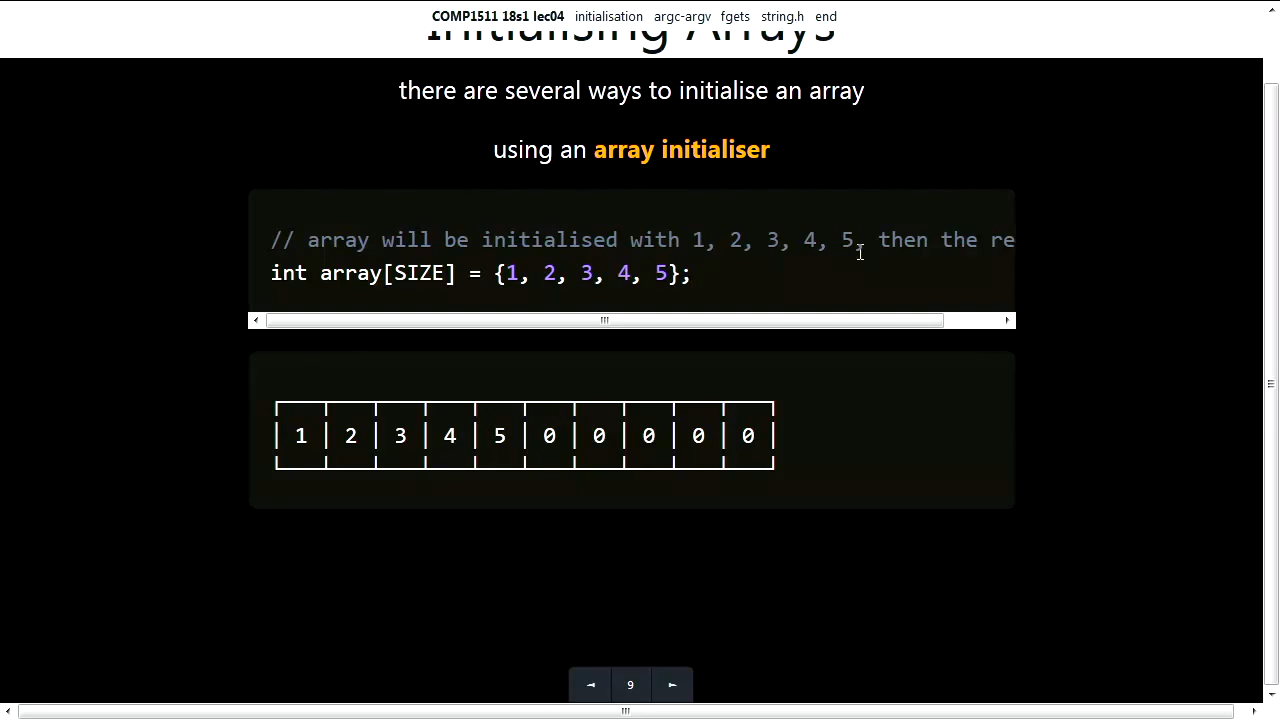 COMP1511 18s1 lec04 initialisation argc-argv fgets string.h end
Initialising Arrays
there are several ways to initialise an array
using an array initialiser
// array will be initialised with 1, 2, 3, 4, 5, then the re
int array[SIZE] = {1, 2, 3, 4, 5};
1 2 3 4 5 0 0 0 0 0
9